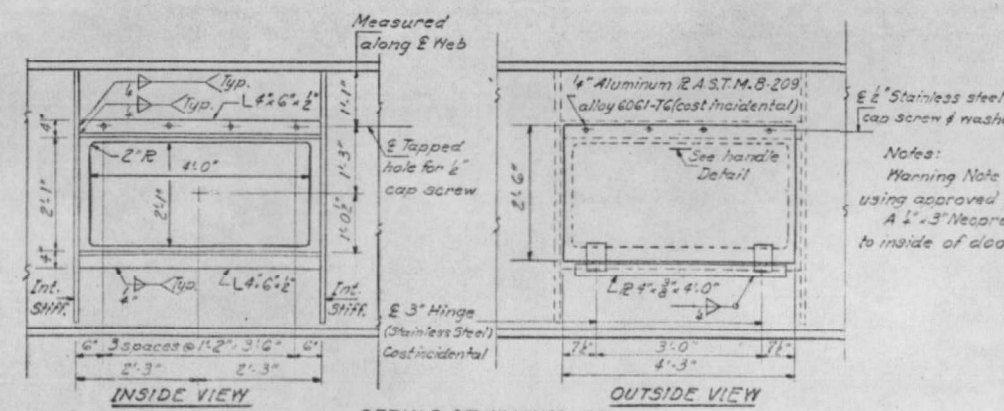 Measured
along ℄ Web
Typ.
Typ.
L 4"x 6"x ½"
4"
2'-1"
4"
2" R
4'-0"
2'-1"
1'-1"
1'-3"
1'-0½"
℄ Tapped
hole for ½"
cap screw
Typ.
L 4"x 6"x ½"
Int.
Stiff.
Int.
Stiff.
℄ 3" Hinge
(Stainless Steel)
Cost incidental
6"
3 spaces @ 1'-2" = 3'-6"
6"
2'-3"
2'-3"
INSIDE VIEW
¼" Aluminum ℞ A.S.T.M. B-209
alloy 6061-T6 (cost incidental)
℄ ½" Stainless steel
cap screw &
See handle
Detail
2'-6"
Notes:
Warning Note
using approved
A ¼" x 3"
to inside of
℞ 4"x ⅜"x 4'-0"
7½"
3'-0"
7½"
4'-3"
OUTSIDE VIEW